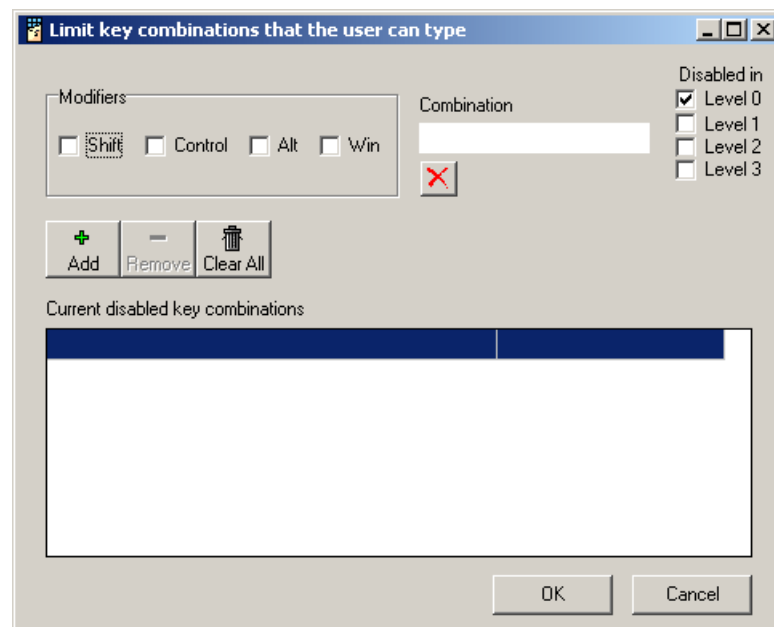 Limit key combinations that the user can type
Disabled in
Modifiers
Combination
Level 0
Level 1
Level 2
Level 3
Shift Control Alt Win
Add Remove Clear All
Current disabled key combinations
OK Cancel